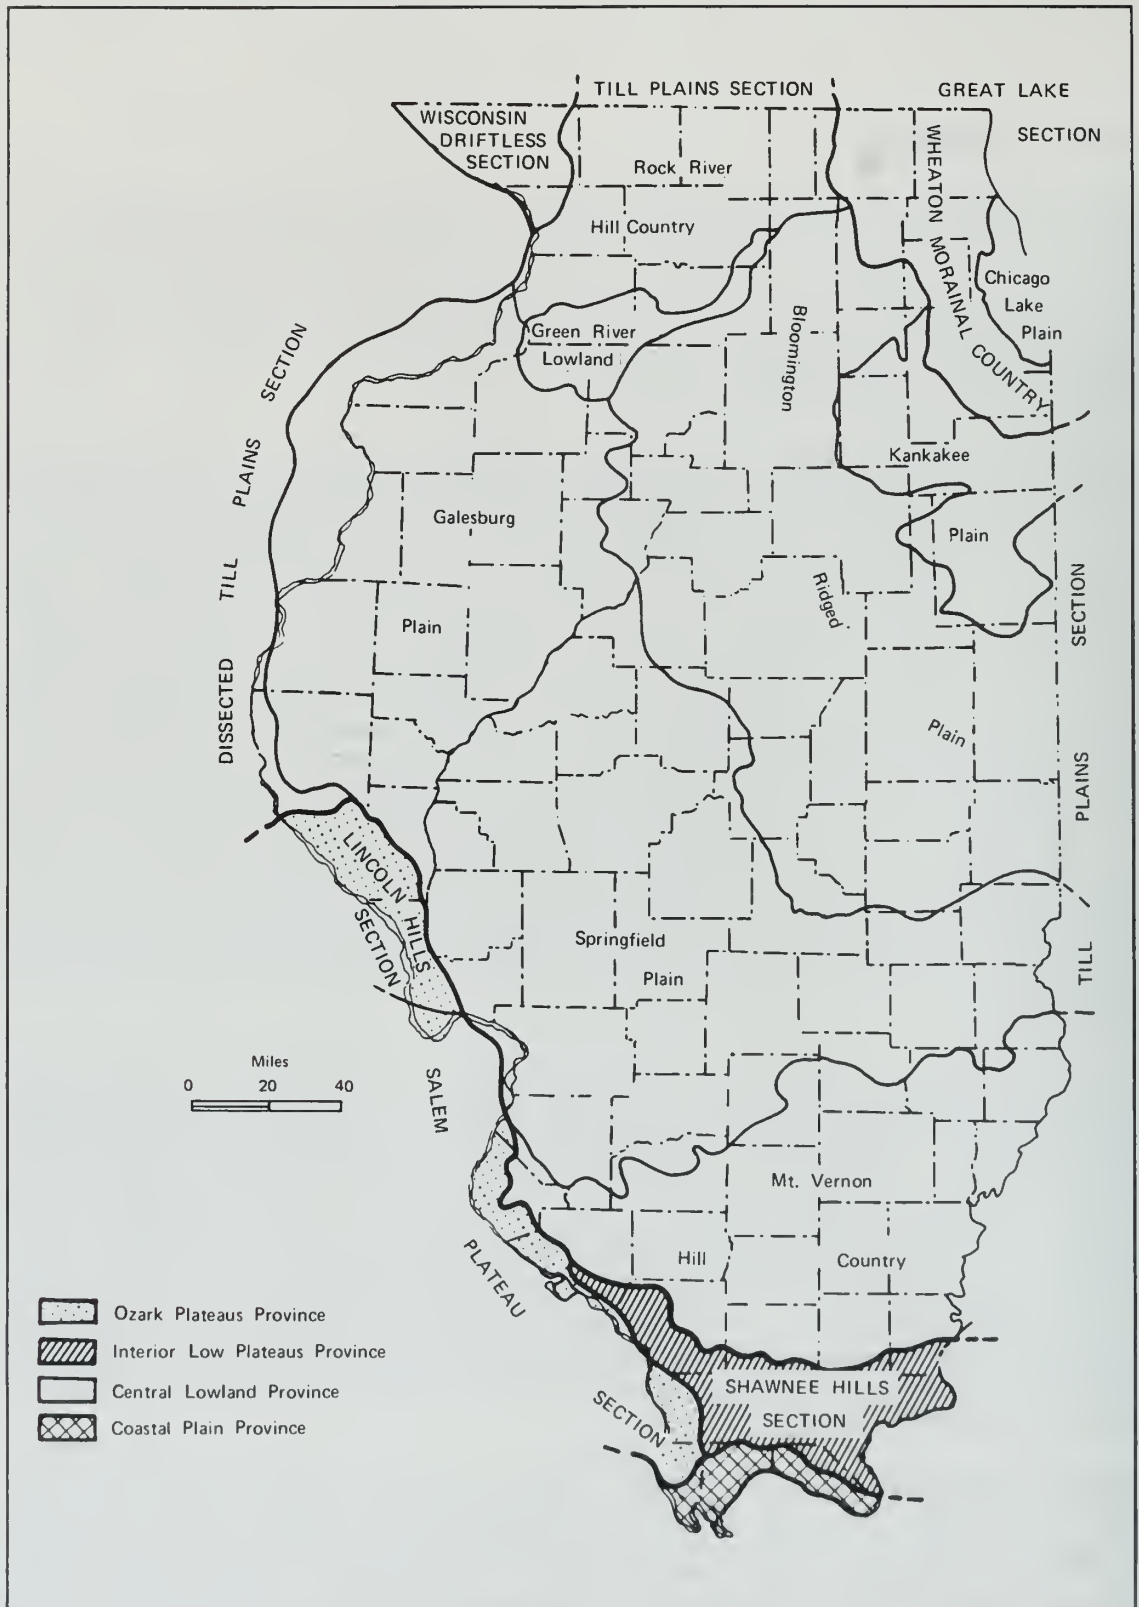 TILL PLAINS SECTION
GREAT LAKE
SECTION
WISCONSIN
DRIFTLESS
SECTION
Rock River
Hill Country
WHEATON MORAINAL COUNTRY
Chicago
Lake
Plain
Green River
Lowland
Bloomington
Ridged
Plain
Kankakee
Plain
Galesburg
Plain
DISSECTED TILL PLAINS SECTION
TILL PLAINS SECTION
LINCOLN HILLS
SECTION
Springfield
Plain
Miles
0 20 40
SALEM
PLATEAU
SECTION
Mt. Vernon
Hill Country
SHAWNEE HILLS
SECTION
Ozark Plateaus Province
Interior Low Plateaus Province
Central Lowland Province
Coastal Plain Province